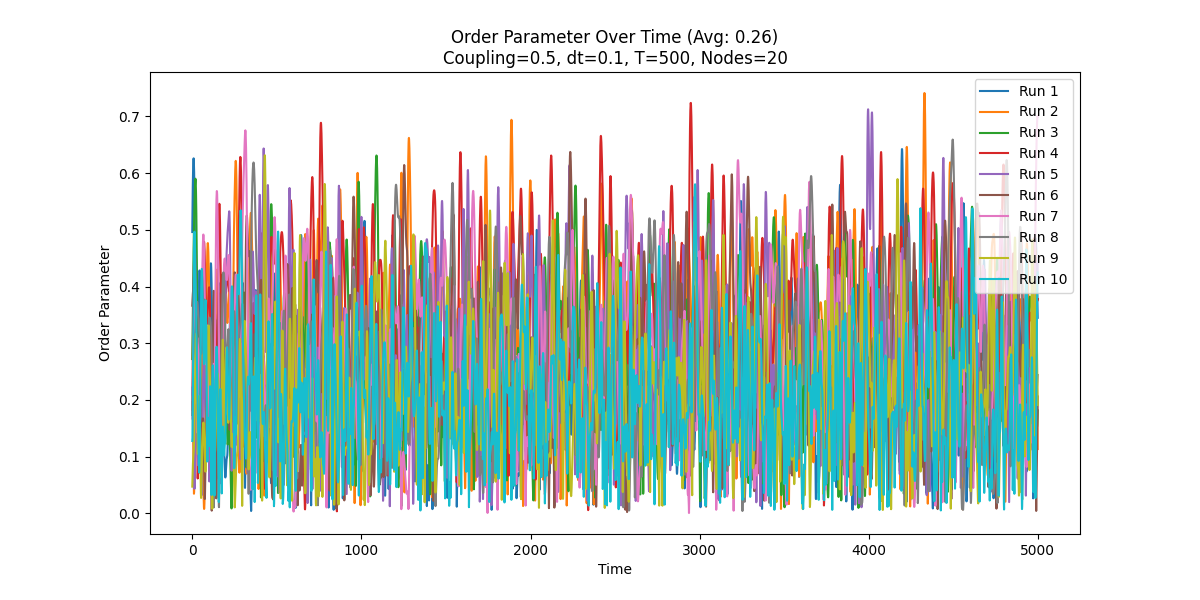 Order Parameter Over Time (Avg: 0.26)
Coupling=0.5, dt=0.1, T=500, Nodes=20
Order Parameter
0.7
0.6
0.5
0.4
0.3
0.2
0.1
0.0
Run 1
Run 2
Run 3
Run 4
Run 5
Run 6
Run 7
Run 8
Run 9
Run 10
0 1000 2000 3000 4000 5000
Time